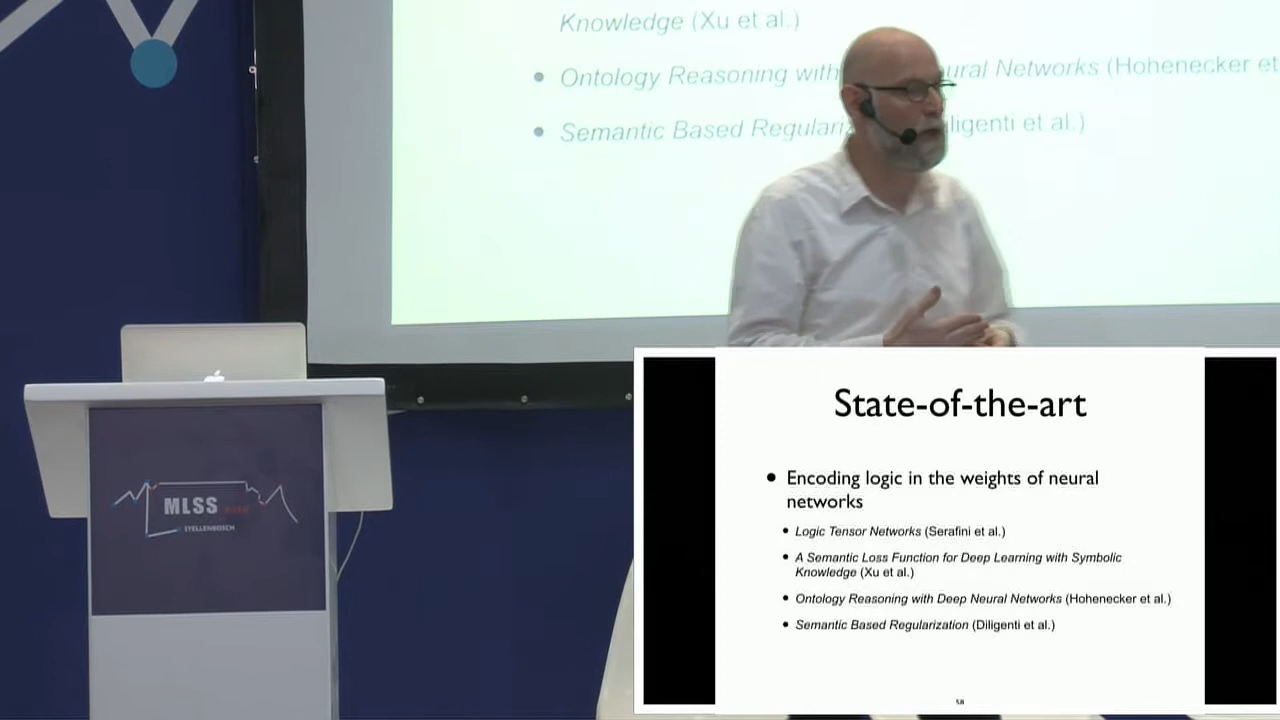 Knowledge (Xu et al.)
Ontology Reasoning with ural Networks (Hohenecker et
Semantic Based Regulari iligenti et al.)
MLSS
STELLENBOSCH
State-of-the-art
Encoding logic in the weights of neural
networks
Logic Tensor Networks (Serafini et al.)
A Semantic Loss Function for Deep Learning with Symbolic
Knowledge (Xu et al.)
Ontology Reasoning with Deep Neural Networks (Hohenecker et al.)
Semantic Based Regularization (Diligenti et al.)
58